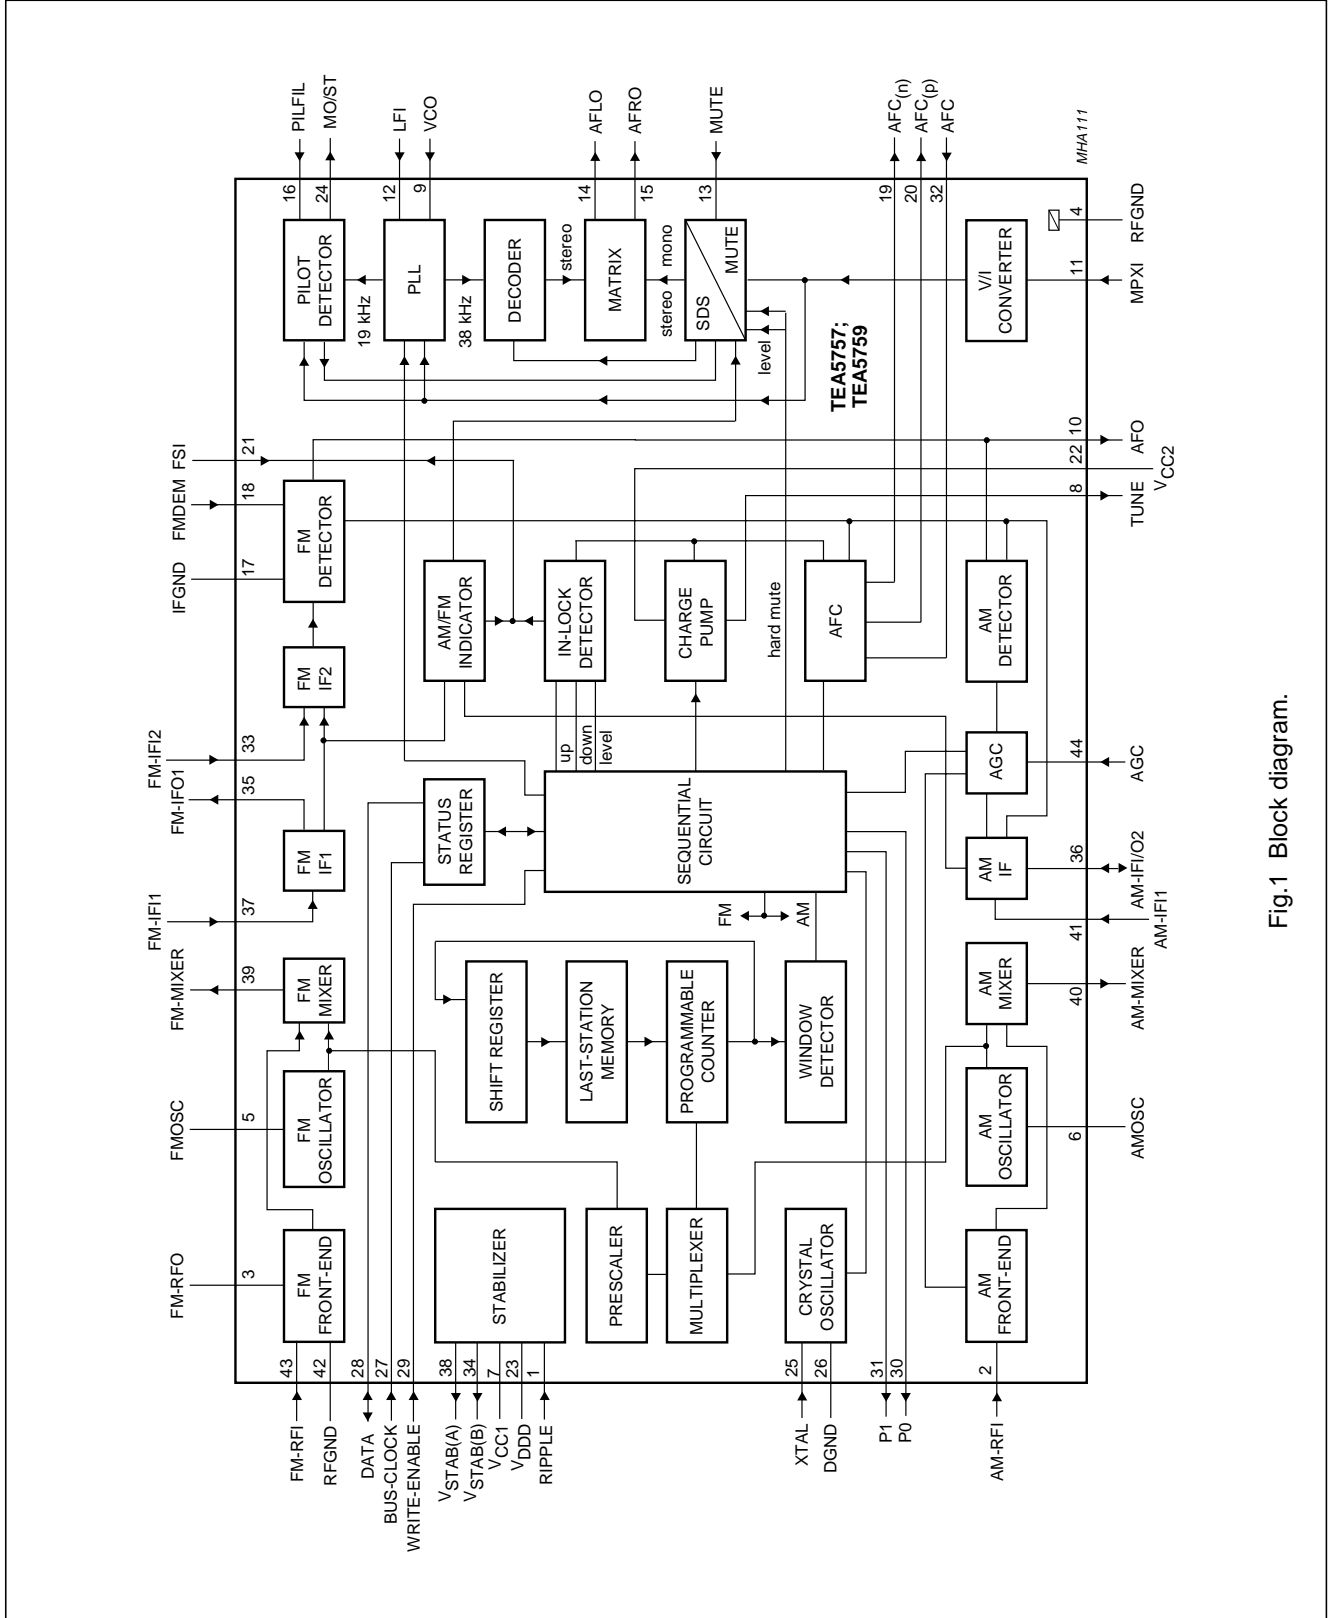 FM-RFO
3
FMOSC
5
FM-MIXER
39
FM-IFI1
37
FM-IFO1
35
FM-IFI2
33
IFGND
17
FMDEM
18
FSI
21
FM-RFI
43
RFGND
42
DATA
28
BUS-CLOCK
27
WRITE-ENABLE
29
VSTAB(A)
38
VSTAB(B)
34
VCC1
7
VDDD
23
RIPPLE
1
XTAL
25
DGND
26
P1
31
P0
30
AM-RFI
2
FM
FRONT-END
FM
OSCILLATOR
FM
MIXER
FM
IF1
FM
IF2
FM
DETECTOR
PILOT
DETECTOR
19 kHz
PLL
38 kHz
DECODER
stereo
MATRIX
stereo
mono
SDS
MUTE
level
STABILIZER
PRESCALER
MULTIPLEXER
CRYSTAL
OSCILLATOR
SHIFT REGISTER
LAST-STATION
MEMORY
PROGRAMMABLE
COUNTER
WINDOW
DETECTOR
STATUS
REGISTER
SEQUENTIAL
CIRCUIT
FM
AM
up
down
level
AM/FM
INDICATOR
IN-LOCK
DETECTOR
CHARGE
PUMP
hard mute
AFC
TEA5757;
TEA5759
AM
FRONT-END
AM
OSCILLATOR
AM
MIXER
AM
IF
AGC
AM
DETECTOR
V/I
CONVERTER
16
PILFIL
24
MO/ST
12
LFI
9
VCO
14
AFLO
15
AFRO
13
MUTE
19
AFC(n)
20
AFC(p)
32
AFC
6
AMOSC
40
AM-MIXER
41
AM-IFI1
36
AM-IFI/O2
44
AGC
8
TUNE
22
VCC2
10
AFO
11
MPXI
4
RFGND
MHA111
Fig.1 Block diagram.